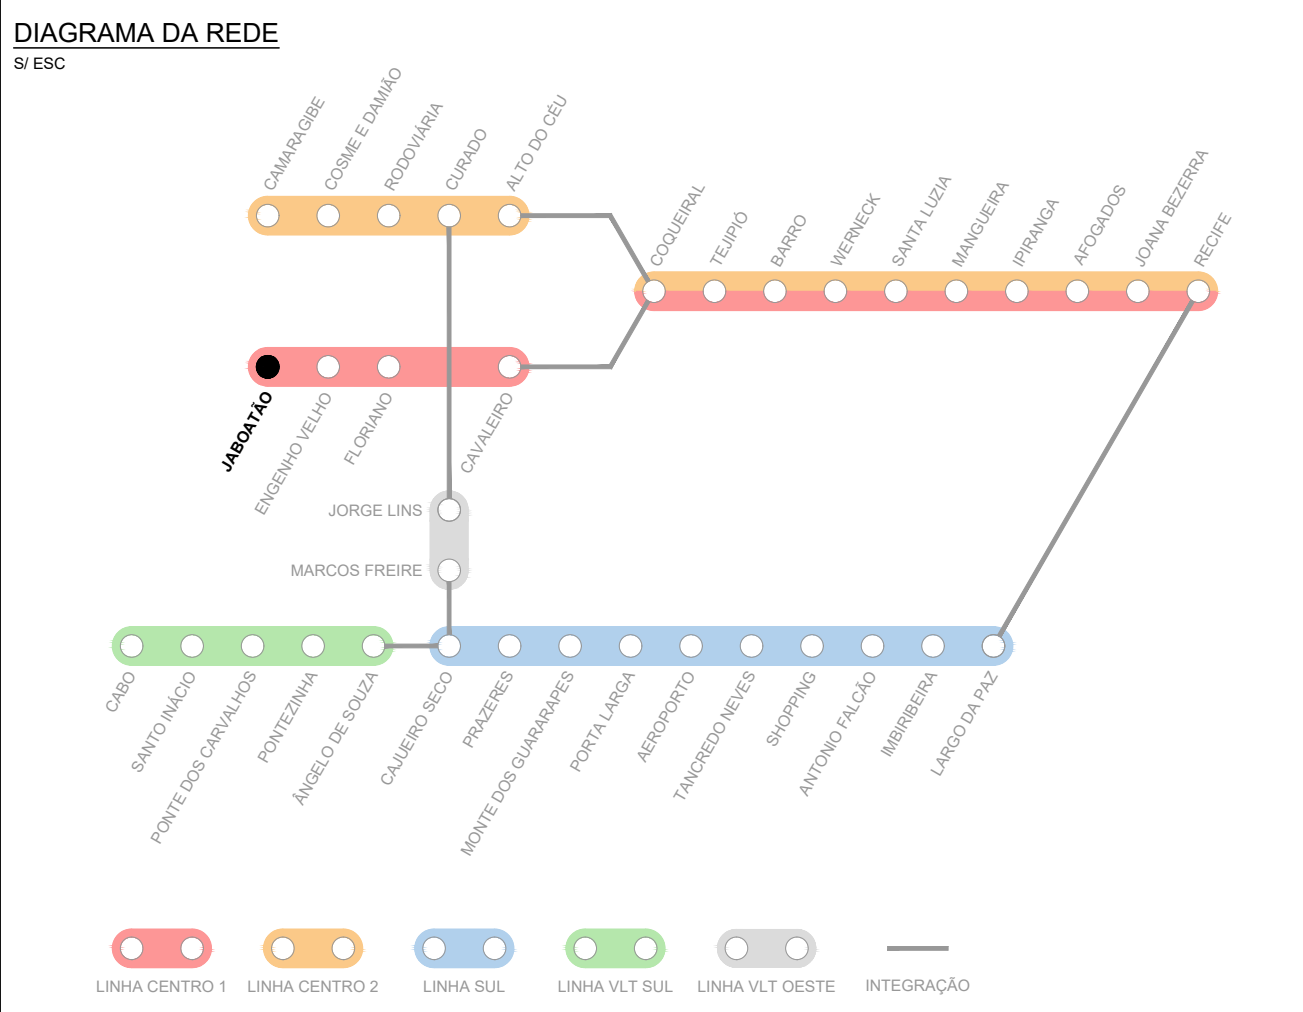 DIAGRAMA DA REDE
S/ ESC
CAMARAGIBE
COSME E DAMIÃO
RODOVIÁRIA
CURADO
ALTO DO CÉU
COQUEIRAL
TEJIPIÓ
BARRO
WERNECK
SANTA LUZIA
MANGUEIRA
IPIRANGA
AFOGADOS
JOANA BEZERRA
RECIFE
JABOATÃO
ENGENHO VELHO
FLORIANO
CAVALEIRO
JORGE LINS
MARCOS FREIRE
CABO
SANTO INÁCIO
PONTE DOS CARVALHOS
PONTEZINHA
ÂNGELO DE SOUZA
CAJUEIRO SECO
PRAZERES
MONTE DOS GUARARAPES
PORTA LARGA
AEROPORTO
TANCREDO NEVES
SHOPPING
ANTONIO FALCÃO
IMBIRIBEIRA
LARGO DA PAZ
LINHA CENTRO 1
LINHA CENTRO 2
LINHA SUL
LINHA VLT SUL
LINHA VLT OESTE
INTEGRAÇÃO